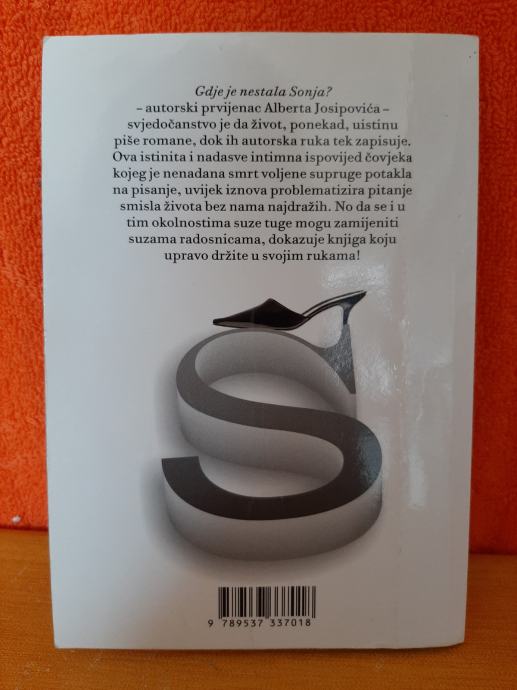 Gdje je nestala Sonja?
– autorski prvijenac Alberta Josipovića –
svjedočanstvo je da život, ponekad, uistinu
piše romane, dok ih autorska ruka tek zapisuje.
Ova istinita i nadasve intimna ispovijed čovjeka
kojeg je nenadana smrt voljene supruge potakla
na pisanje, uvijek iznova problematizira pitanje
smisla života bez nama najdražih. No da se i u
tim okolnostima suze tuge mogu zamijeniti
suzama radosnicama, dokazuje knjiga koju
upravo držite u svojim rukama!
S
9 789537 337018